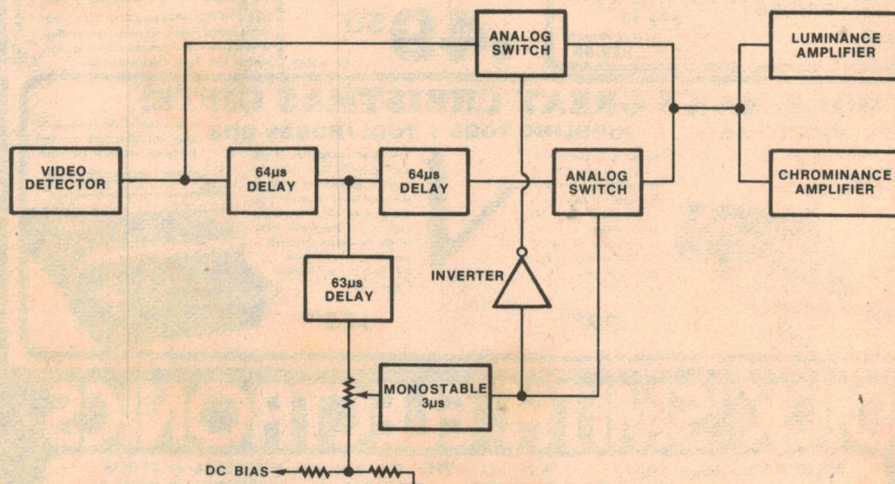 ANALOG
SWITCH
LUMINANCE
AMPLIFIER
VIDEO
DETECTOR
64µs
DELAY
64µs
DELAY
ANALOG
SWITCH
CHROMINANCE
AMPLIFIER
63µs
DELAY
INVERTER
MONOSTABLE
3µs
DC BIAS